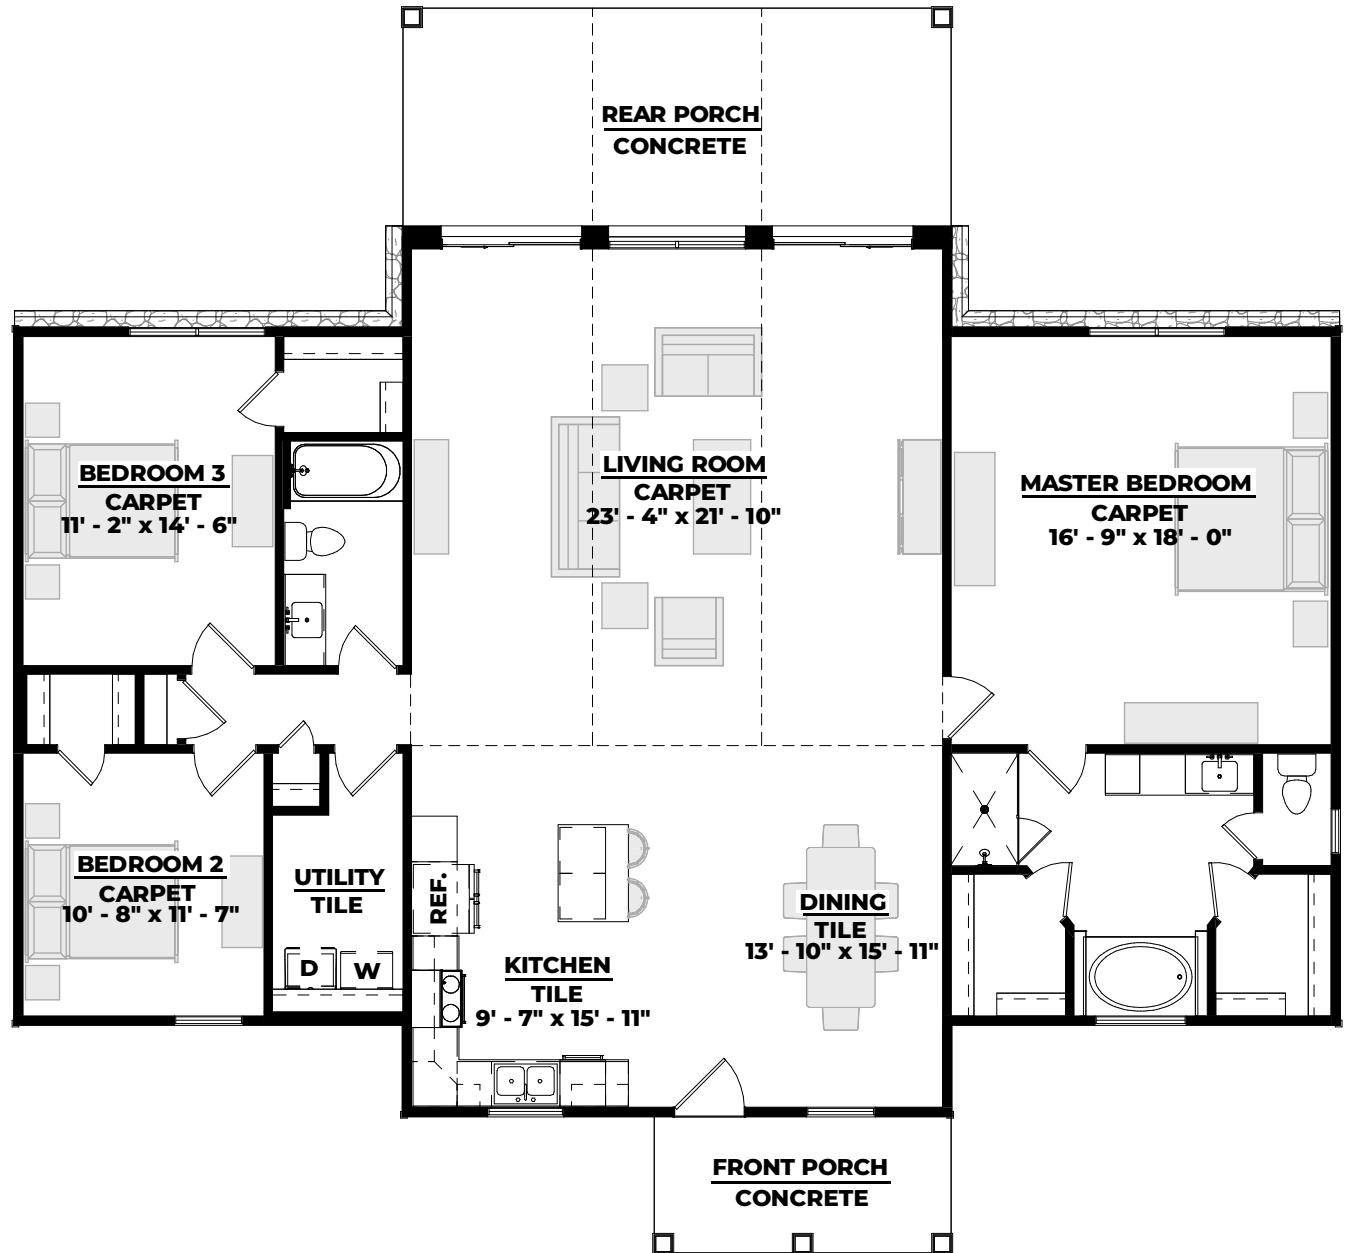 REAR PORCH
CONCRETE
BEDROOM 3
CARPET
11' - 2" x 14' - 6"
LIVING ROOM
CARPET
23' - 4" x 21' - 10"
MASTER BEDROOM
CARPET
16' - 9" x 18' - 0"
BEDROOM 2
CARPET
10' - 8" x 11' - 7"
UTILITY
TILE
D
W
REF.
KITCHEN
TILE
9' - 7" x 15' - 11"
DINING
TILE
13' - 10" x 15' - 11"
FRONT PORCH
CONCRETE